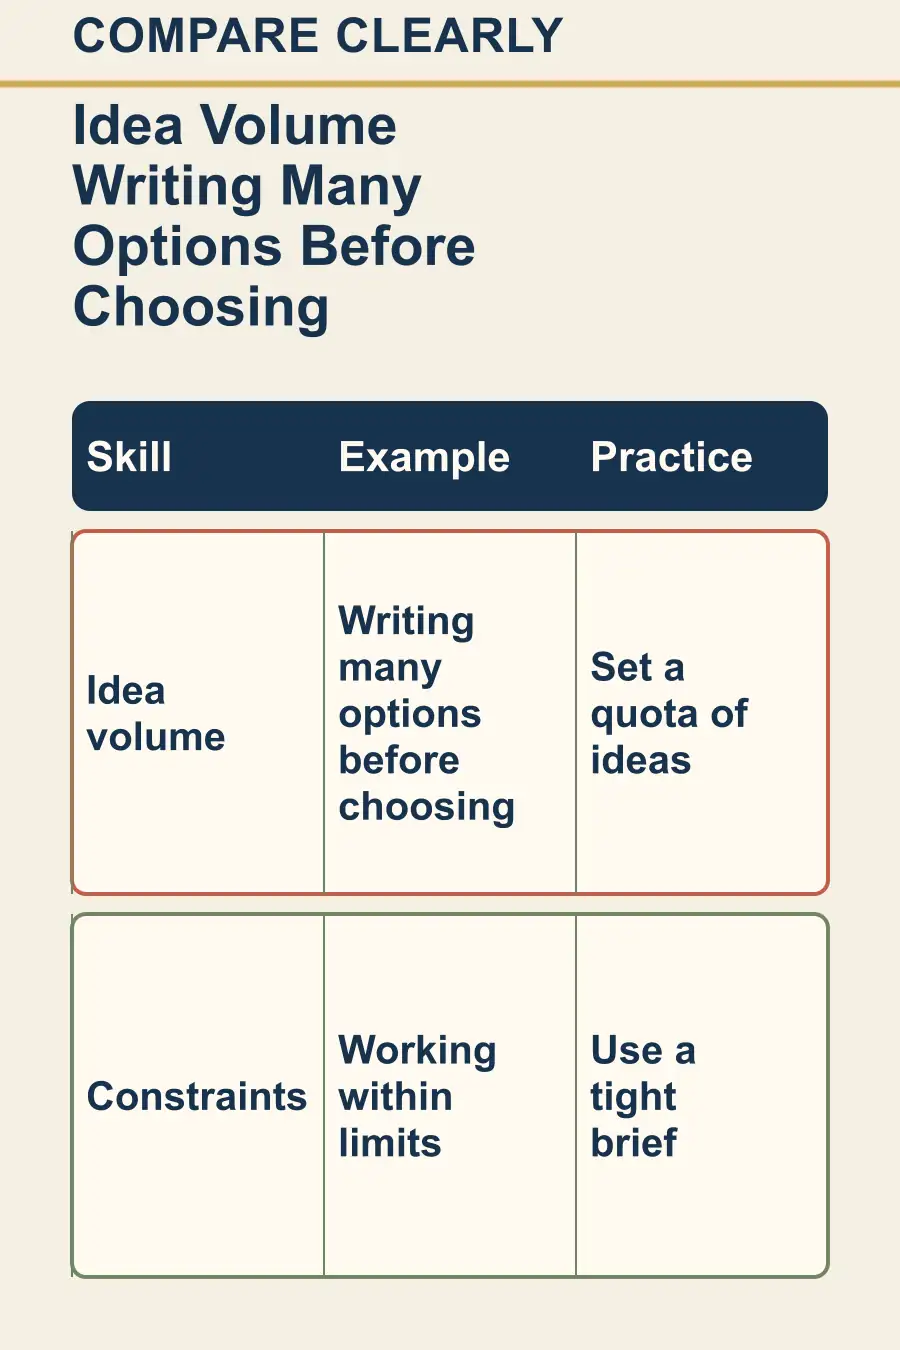 COMPARE CLEARLY
Idea Volume
Writing Many
Options Before
Choosing
Skill Example Practice
Idea
volume
Writing
many
options
before
choosing
Set a
quota of
ideas
Constraints
Working
within
limits
Use a
tight
brief